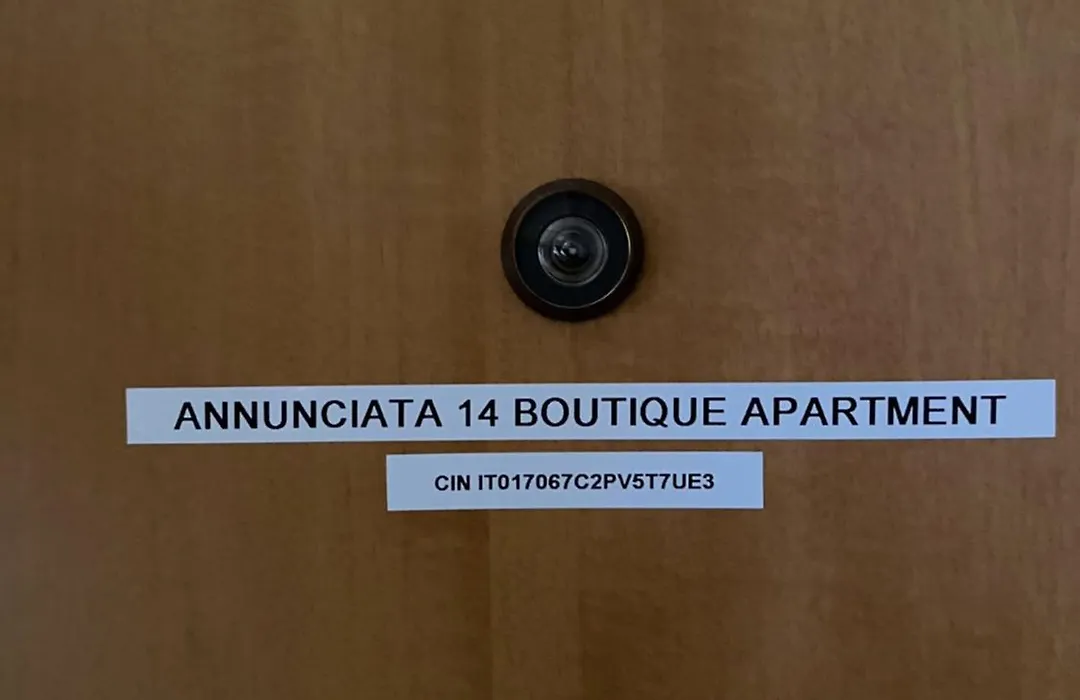 ANNUNCIATA 14 BOUTIQUE APARTMENT
CIN IT017067C2PV5T7UE3